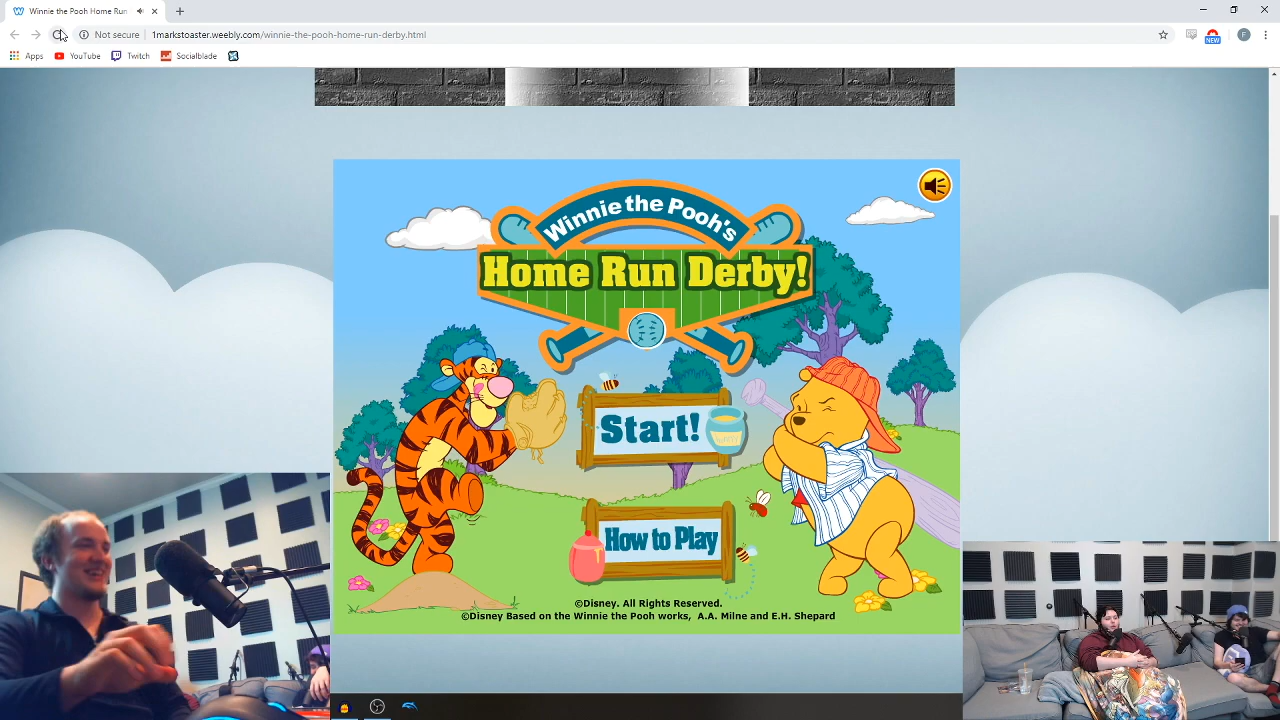 Winnie the Pooh Home Run
Not secure
1markstoaster.weebly.com/winnie-the-pooh-home-run-derby.html
NEW
F
Apps
YouTube
Twitch
Socialblade
Winnie the Pooh's
Home Run Derby!
Start!
HUNNY
How to Play
©Disney. All Rights Reserved.
©Disney Based on the Winnie the Pooh works, A.A. Milne and E.H. Shepard